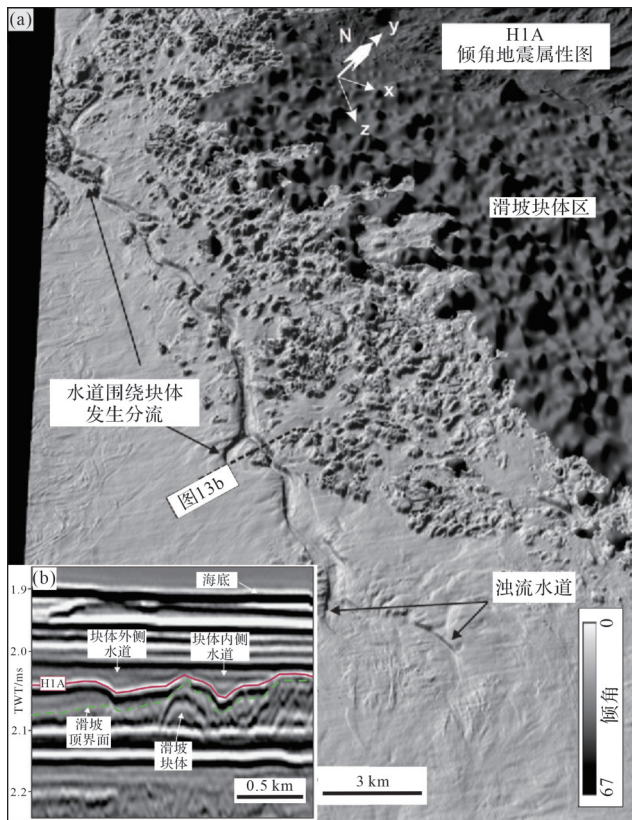 (a)
N
y
x
z
H1A
倾角地震属性图
滑坡块体区
水道围绕块体
发生分流
图13b
浊流水道
(b)
海底
块体外侧
水道
块体内侧
水道
H1A
滑坡
顶界面
滑坡
块体
TWT/ms
1.9
2.0
2.1
2.2
0.5 km
3 km
0
倾角
67